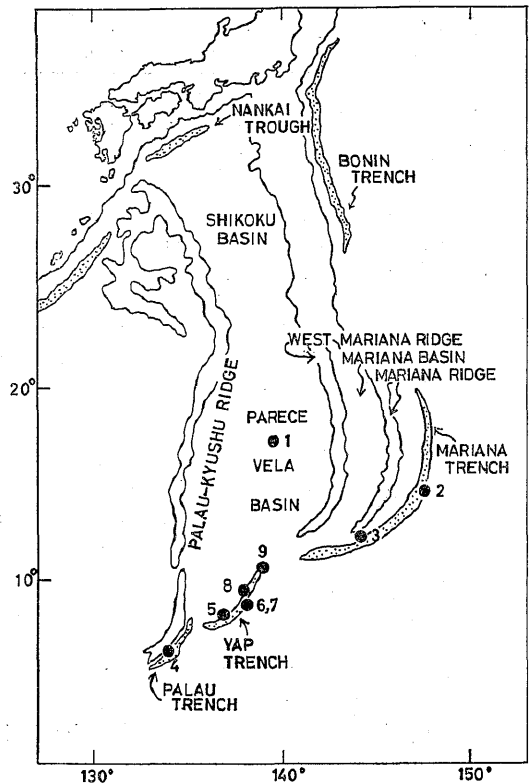 NANKAI
TROUGH
BONIN
TRENCH
30°
SHIKOKU
BASIN
WEST MARIANA RIDGE
MARIANA BASIN
MARIANA RIDGE
20°
PALAU-KYUSHU RIDGE
PARECE
1
VELA
BASIN
MARIANA
TRENCH
2
3
9
10°
8
5
6,7
YAP
TRENCH
4
PALAU
TRENCH
130°
140°
150°